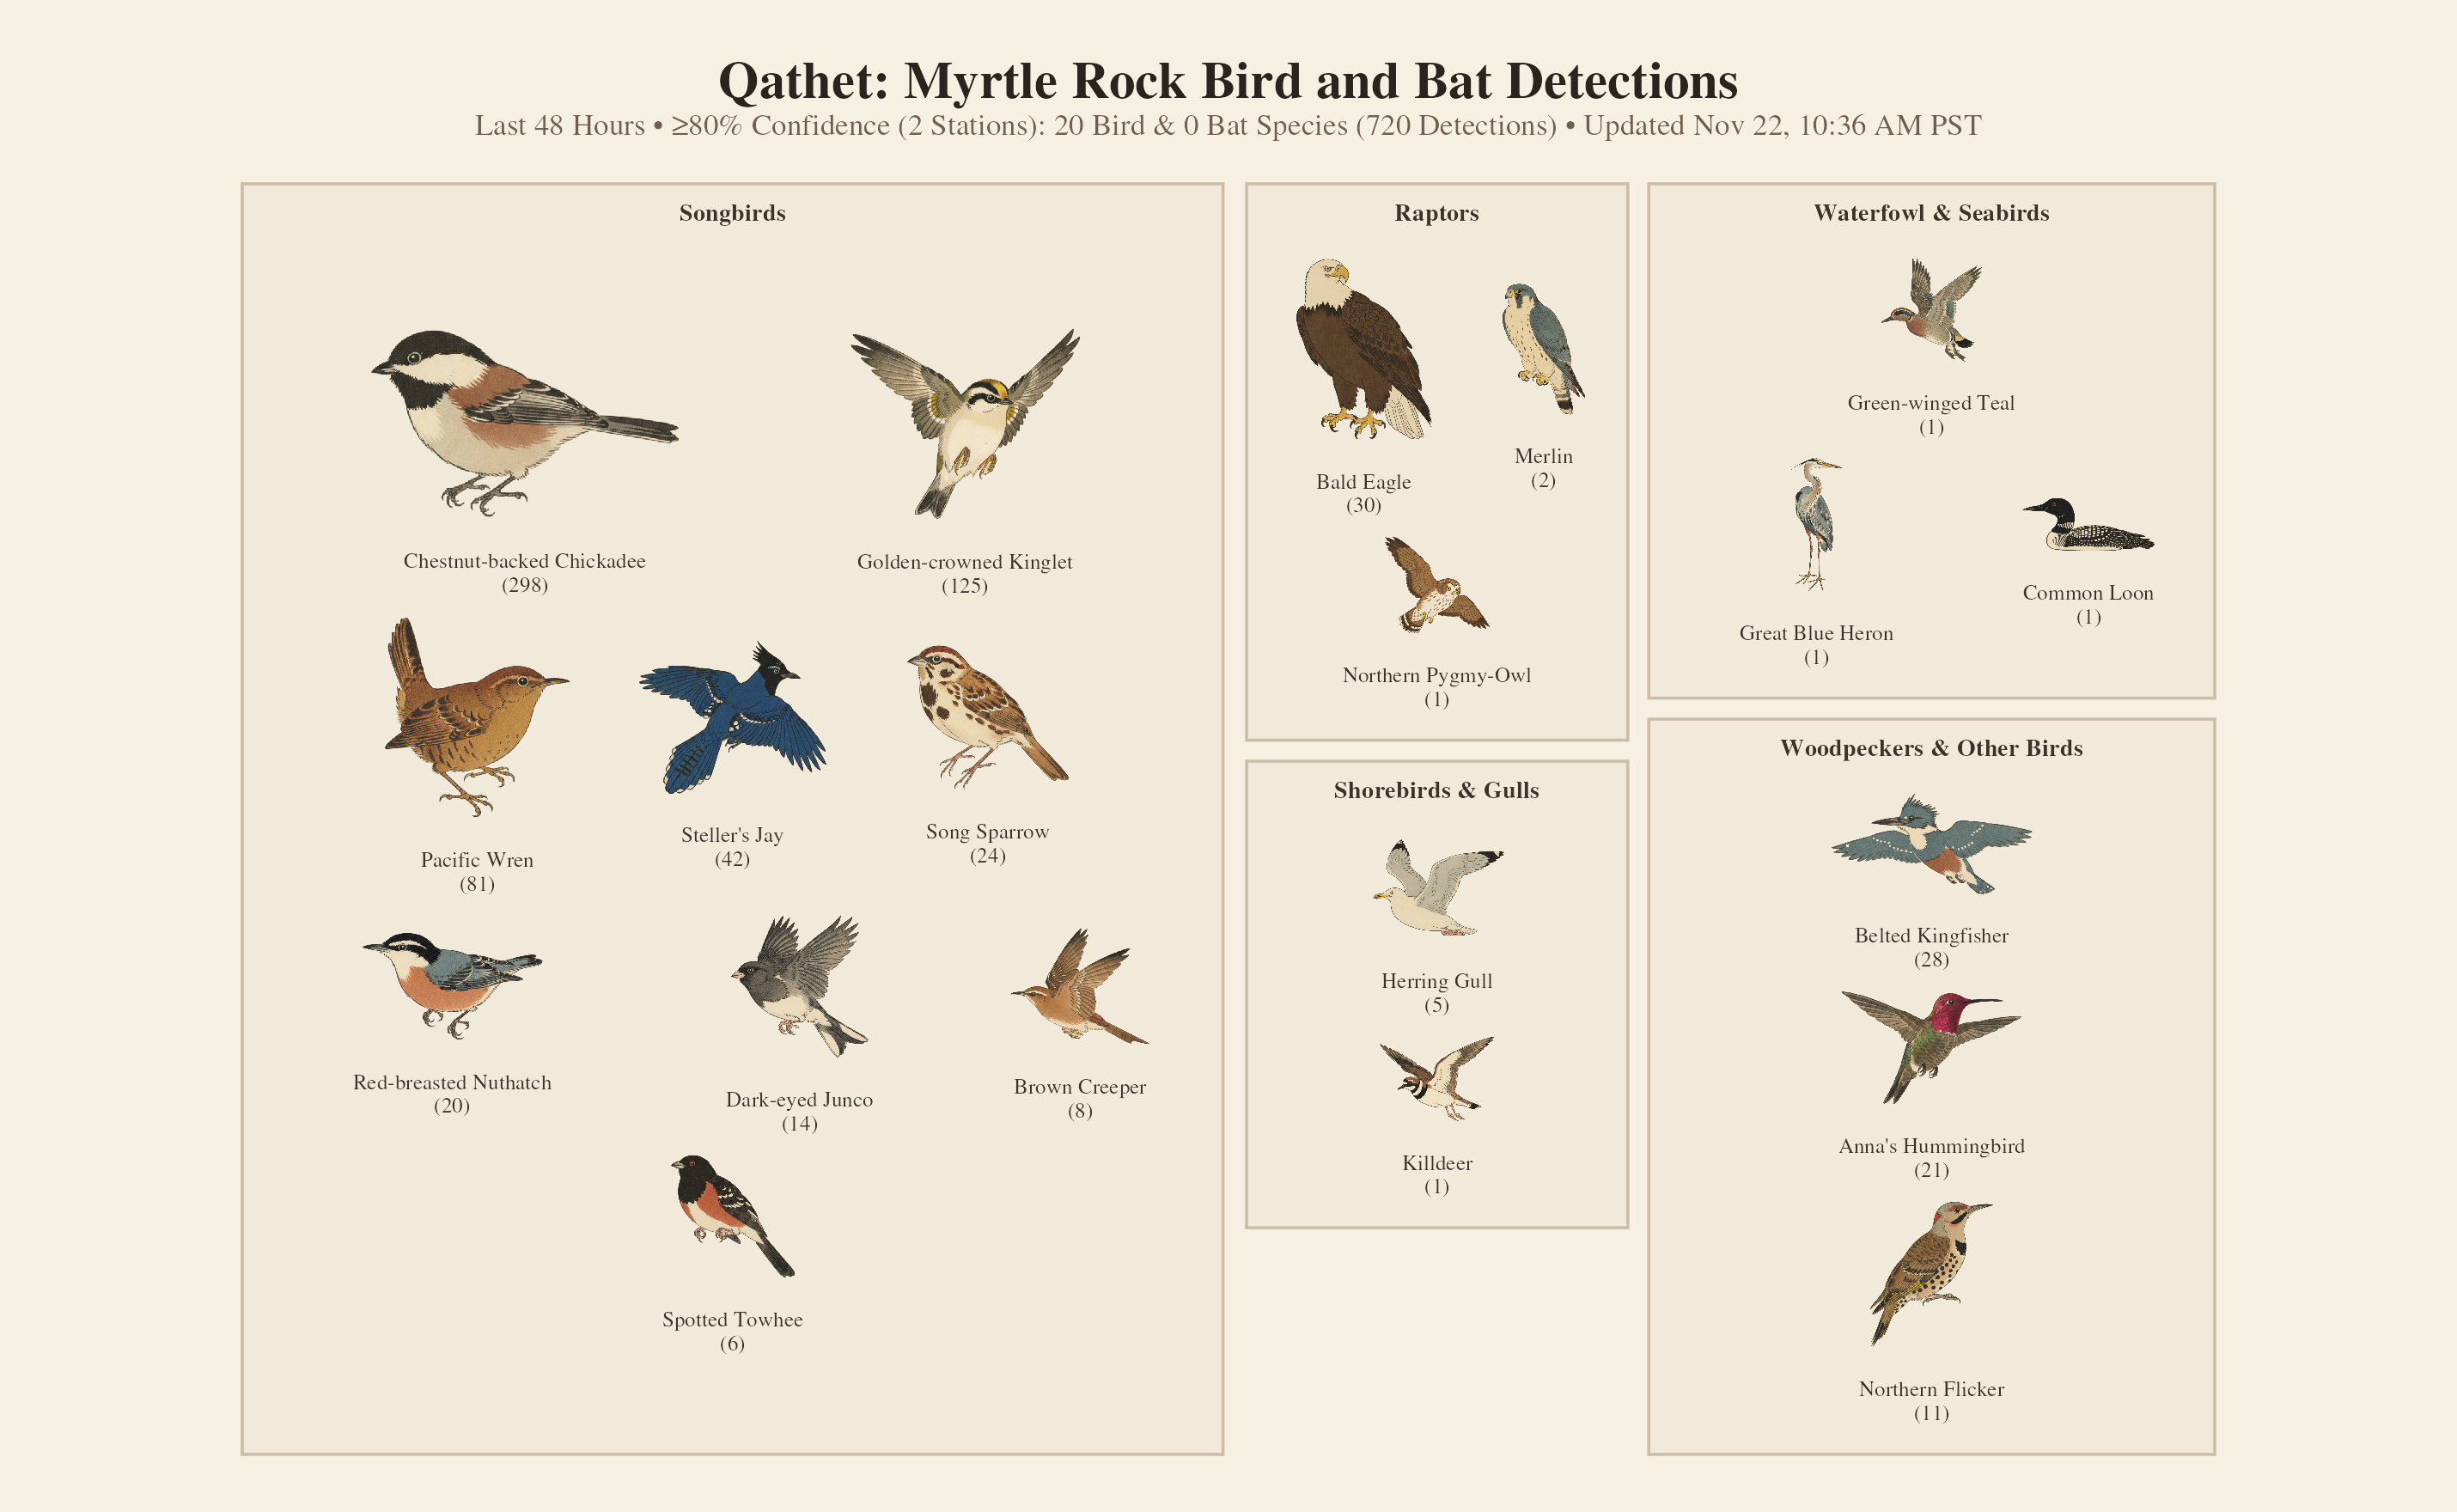 Qathet: Myrtle Rock Bird and Bat Detections
Last 48 Hours • ≥80% Confidence (2 Stations): 20 Bird & 0 Bat Species (720 Detections) • Updated Nov 22, 10:36 AM PST
Songbirds
Chestnut-backed Chickadee
(298)
Golden-crowned Kinglet
(125)
Pacific Wren
(81)
Steller's Jay
(42)
Song Sparrow
(24)
Red-breasted Nuthatch
(20)
Dark-eyed Junco
(14)
Brown Creeper
(8)
Spotted Towhee
(6)
Raptors
Bald Eagle
(30)
Merlin
(2)
Northern Pygmy-Owl
(1)
Shorebirds & Gulls
Herring Gull
(5)
Killdeer
(1)
Waterfowl & Seabirds
Green-winged Teal
(1)
Great Blue Heron
(1)
Common Loon
(1)
Woodpeckers & Other Birds
Belted Kingfisher
(28)
Anna's Hummingbird
(21)
Northern Flicker
(11)